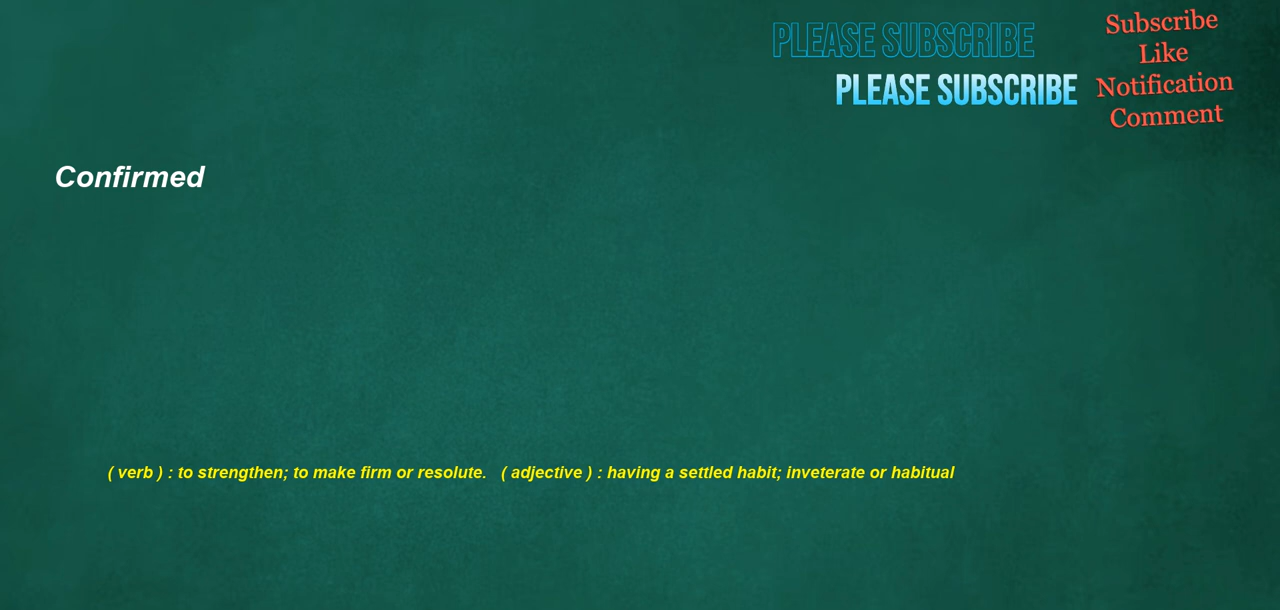 PLEASE SUBSCRIBE
PLEASE SUBSCRIBE
Subscribe
Like
Notification
Comment
Confirmed
( verb ) : to strengthen; to make firm or resolute.   ( adjective ) : having a settled habit; inveterate or habitual